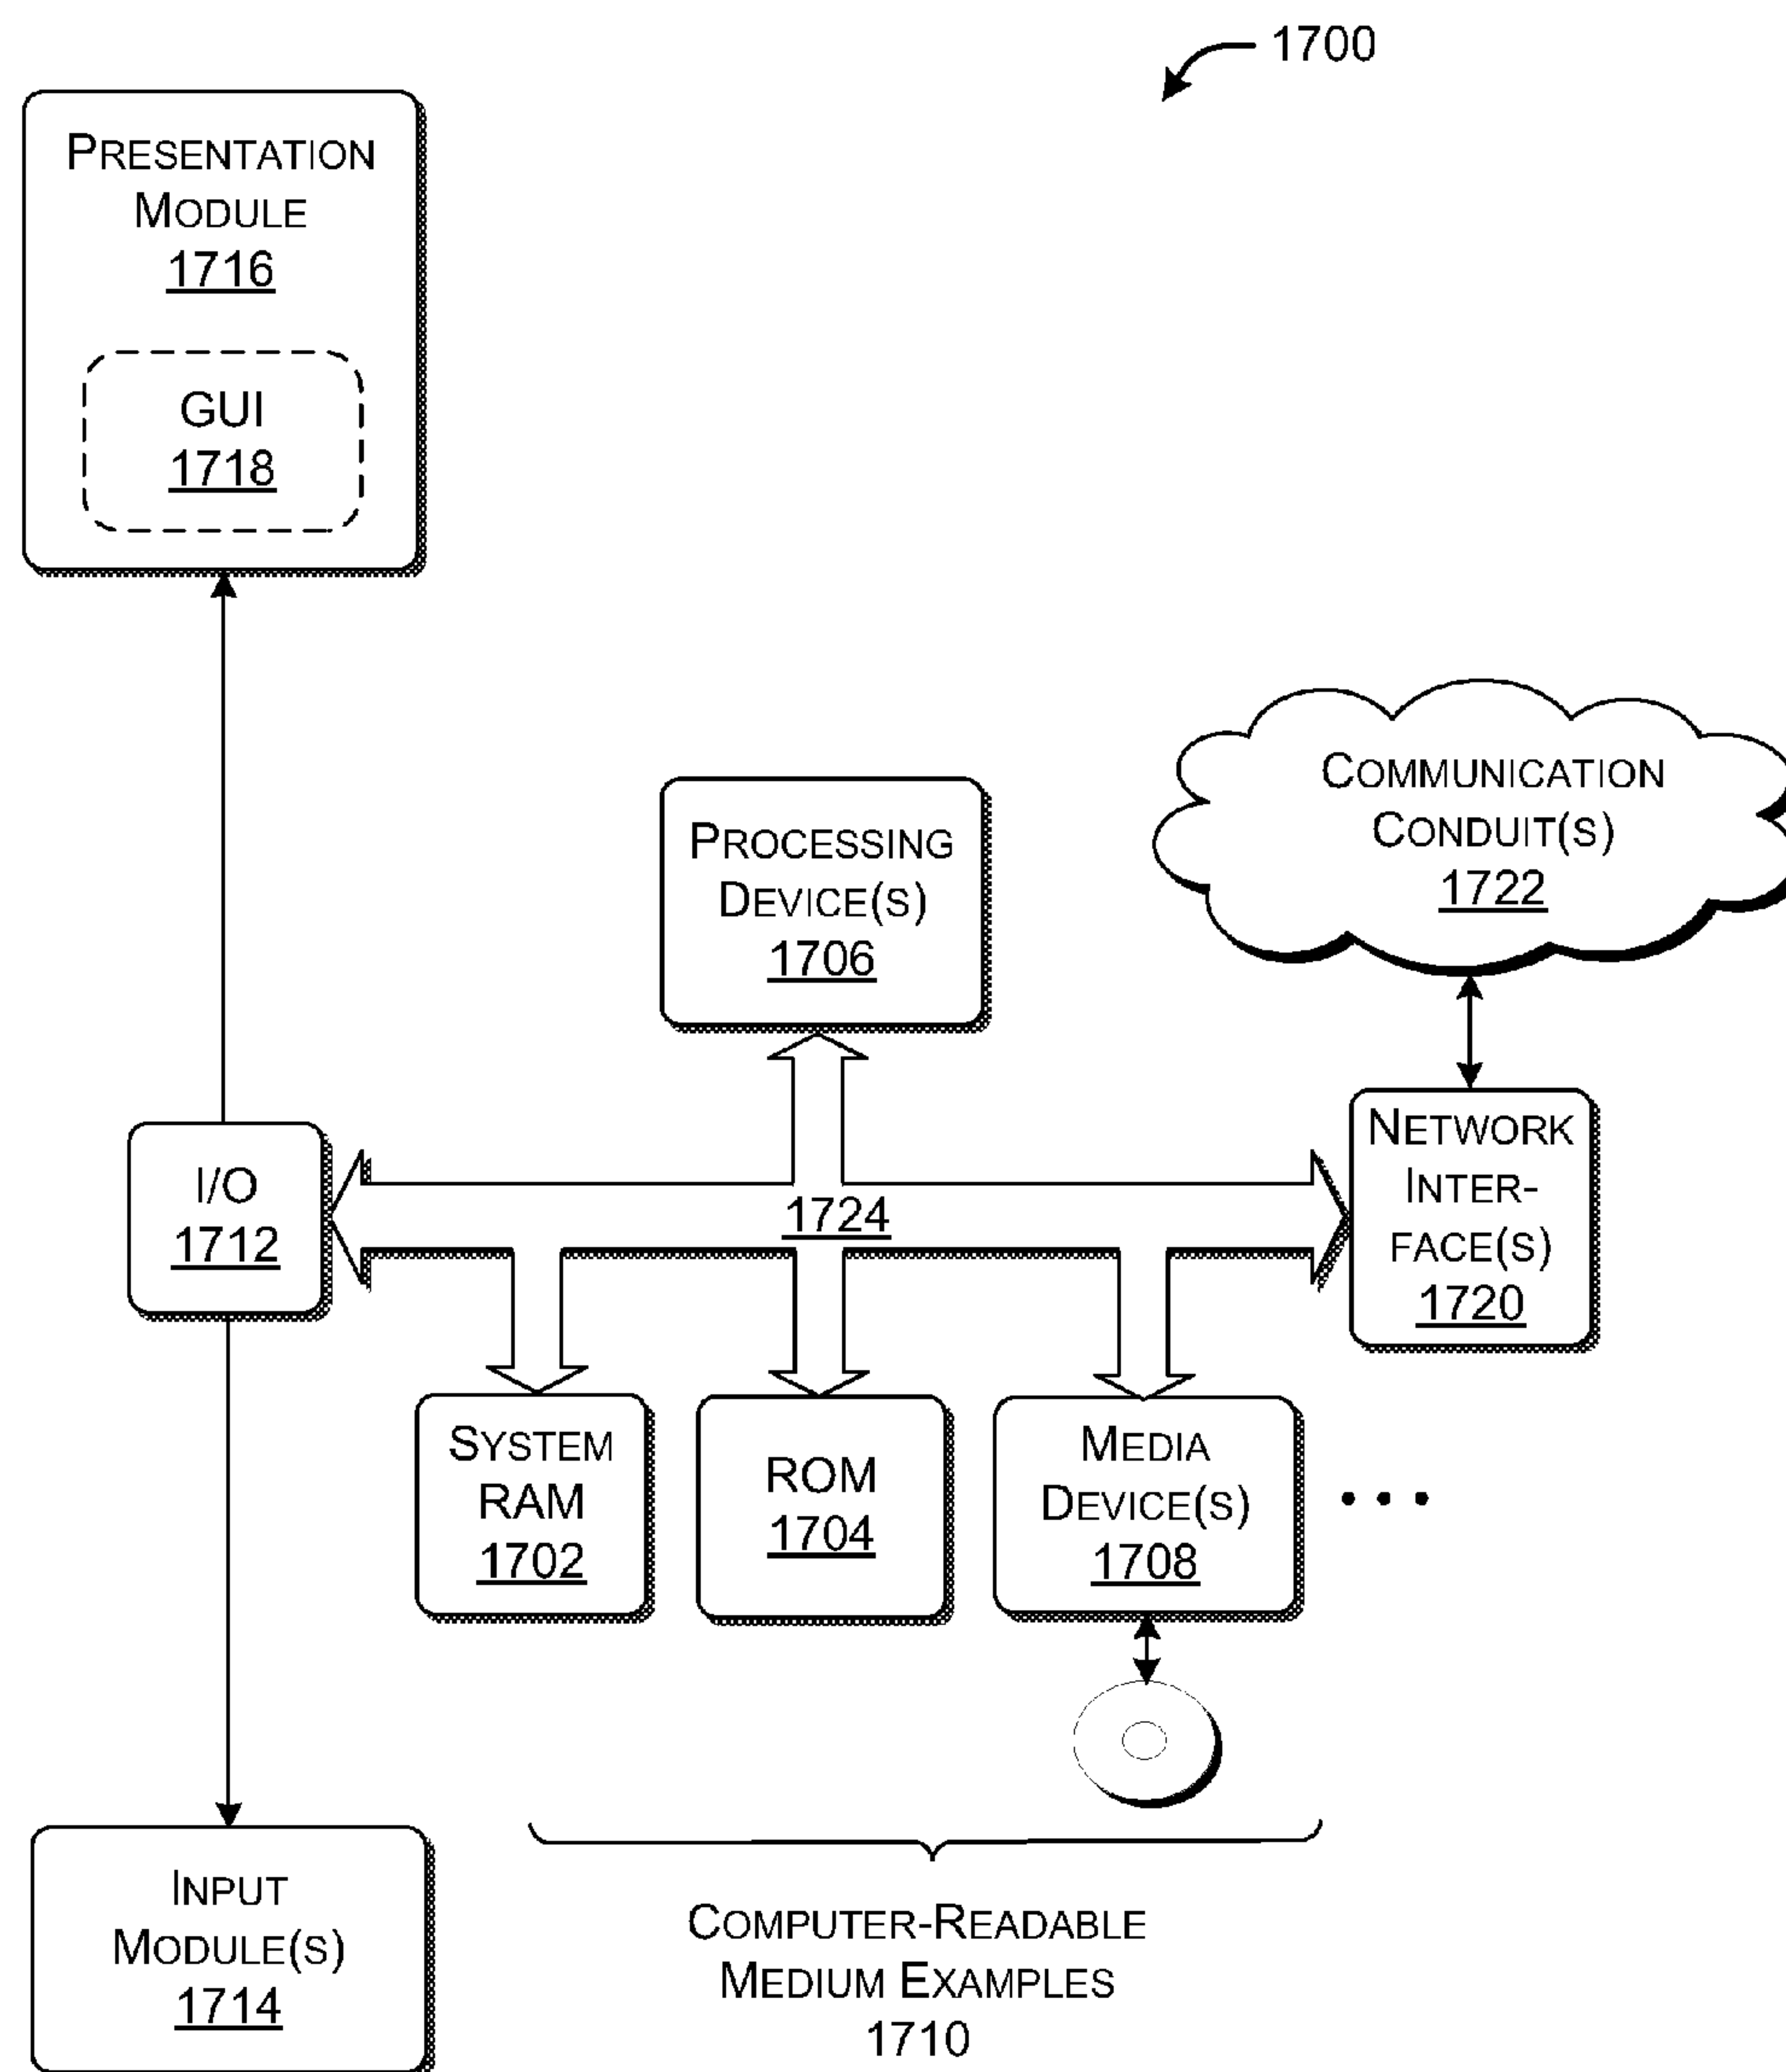 1700
PRESENTATION
MODULE
1716
GUI
1718
COMMUNICATION
CONDUIT(S)
1722
PROCESSING
DEVICE(S)
1706
NETWORK
INTER-
FACE(S)
1720
I/O
1712
1724
SYSTEM
RAM
1702
ROM
1704
MEDIA
DEVICE(S)
1708
INPUT
MODULE(S)
1714
COMPUTER-READABLE
MEDIUM EXAMPLES
1710